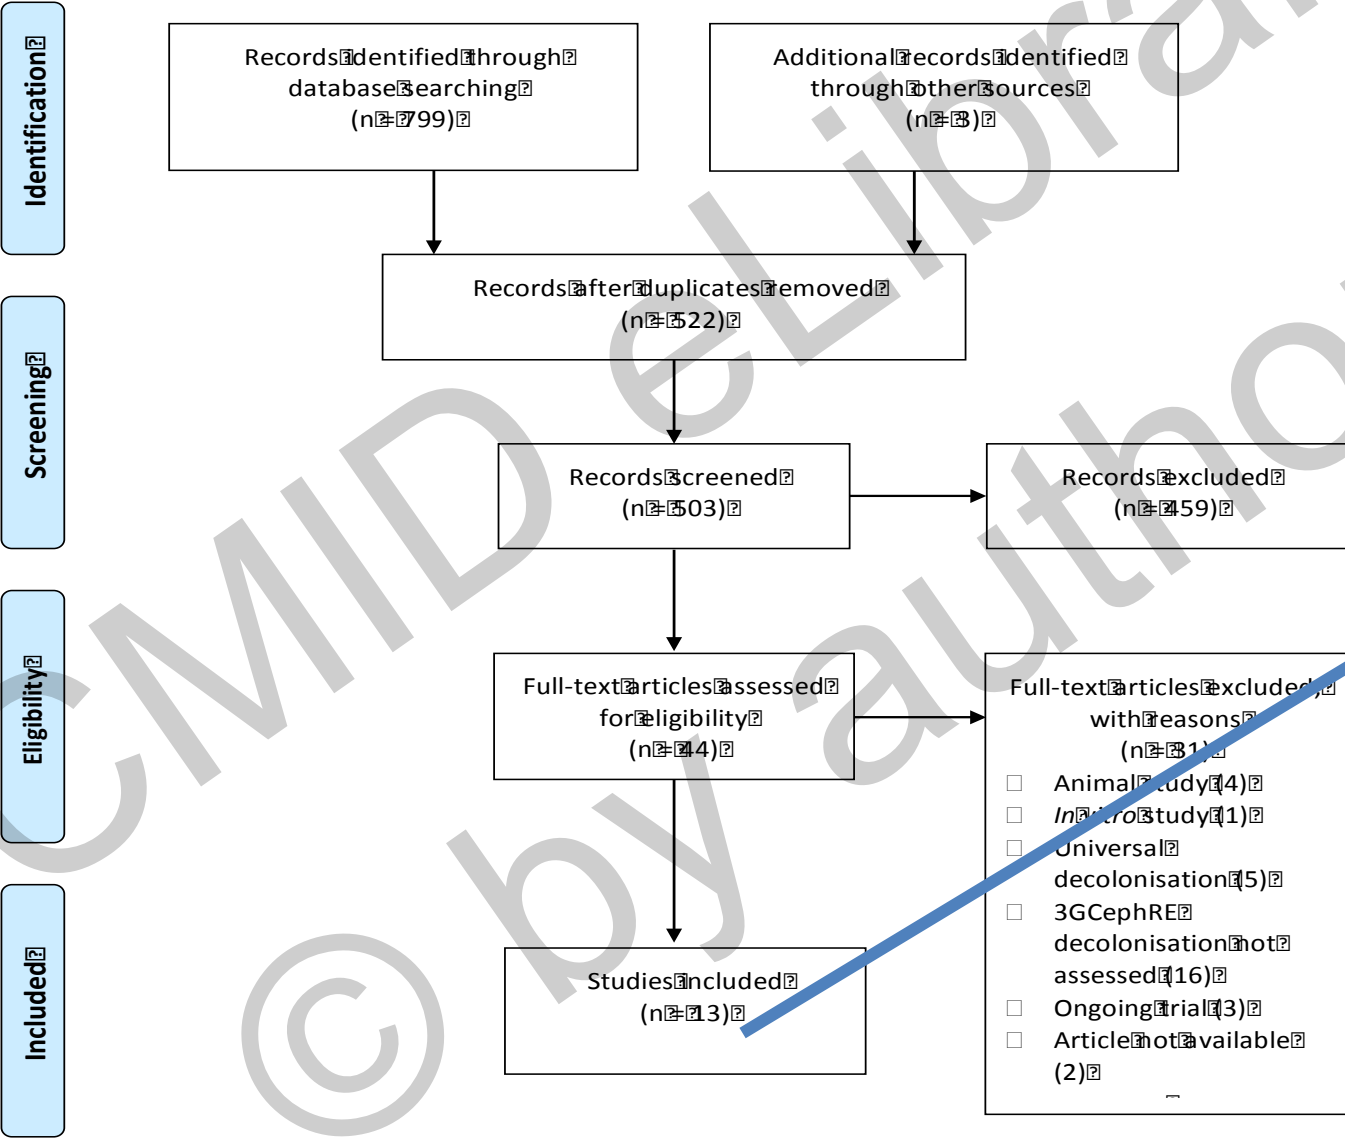 Identification
Records identified through
database searching
(n = 799)
Additional records identified
through other sources
(n = 3)
Records after duplicates removed
(n = 522)
Screening
Records screened
(n = 503)
Records excluded
(n = 459)
Eligibility
Full-text articles assessed
for eligibility
(n = 44)
Full-text articles excluded,
with reasons
(n = 31)
Animal study (4)
In vitro study (1)
Universal
decolonisation (5)
3GCephRE
decolonisation not
assessed (16)
Ongoing trial (3)
Article not available
(2)
Included
Studies included
(n = 13)
CMID eLibra
© by autho